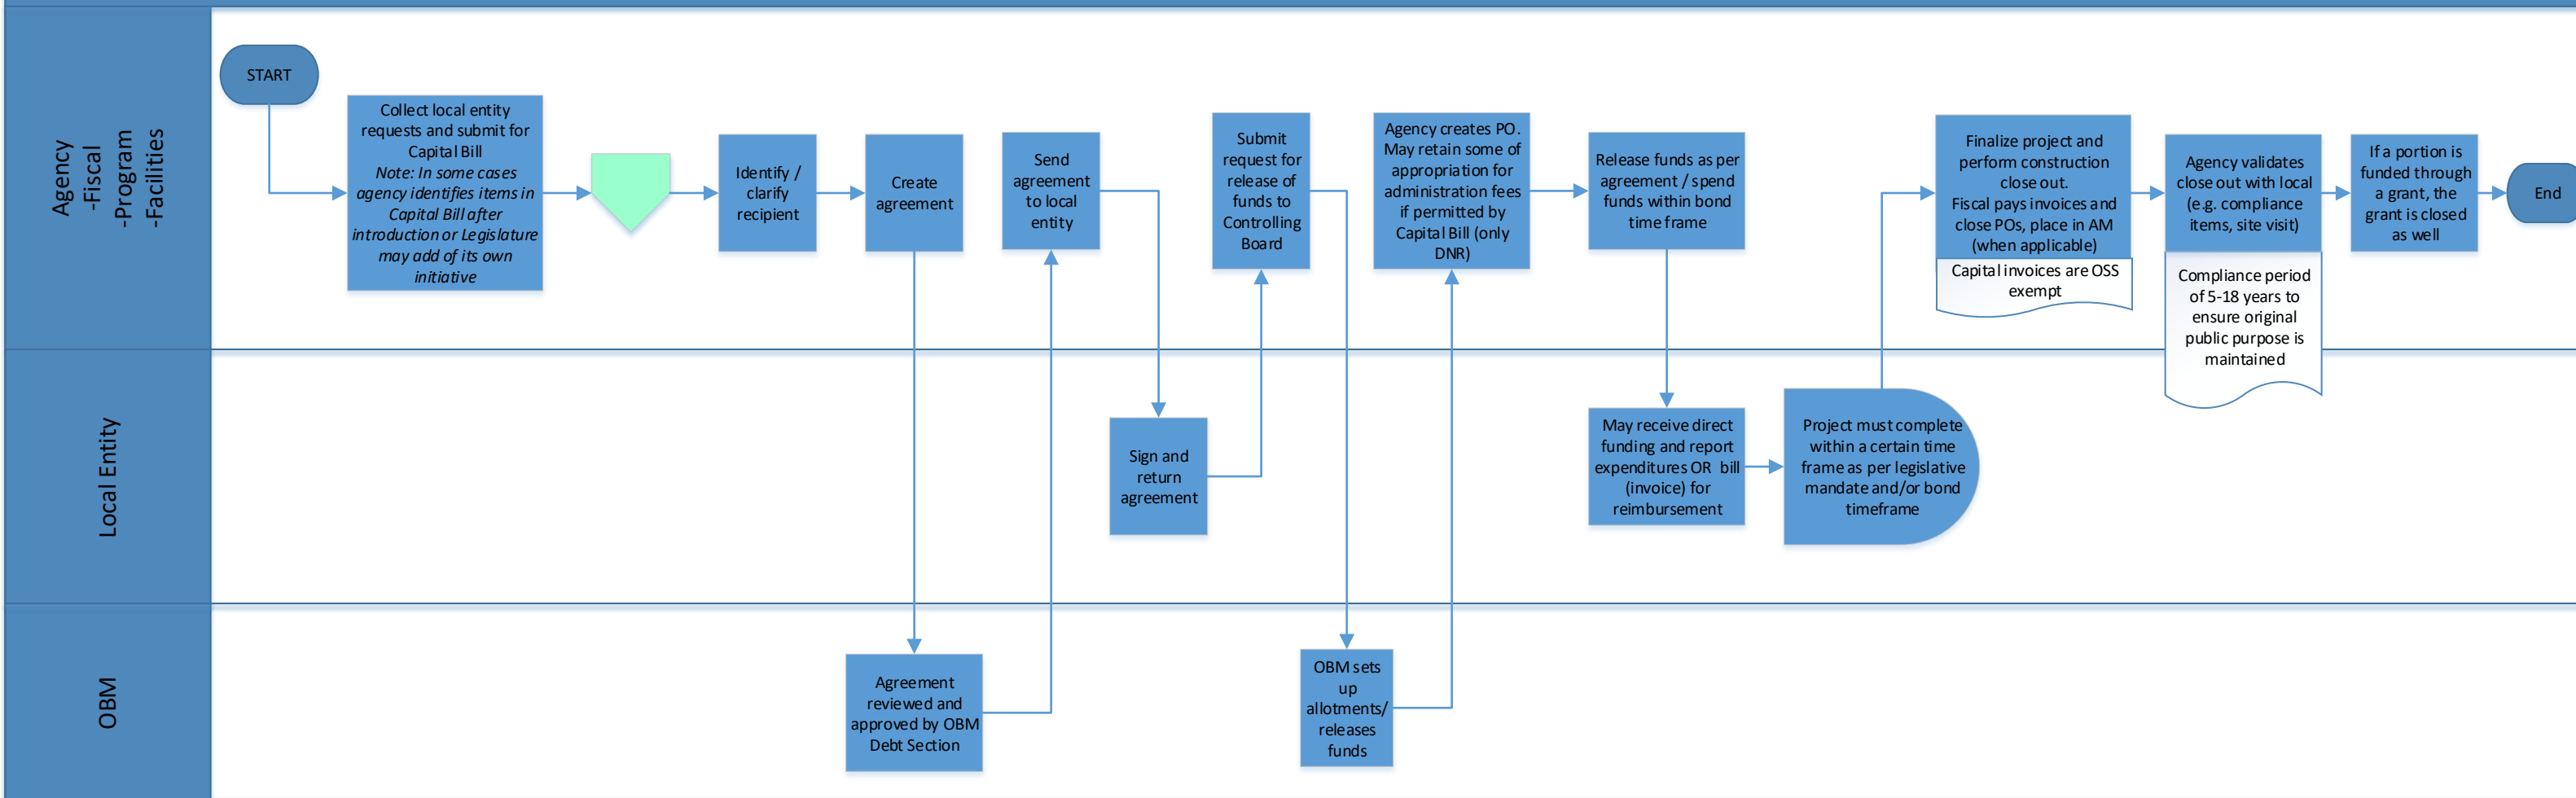 Agency
-Fiscal
-Program
-Facilities
START
Collect local entity
requests and submit for
Capital Bill
Note: In some cases
agency identifies items in
Capital Bill after
introduction or Legislature
may add of its own
initiative
Identify /
clarify
recipient
Create
agreement
Send
agreement
to local
entity
Submit
request for
release of
funds to
Controlling
Board
Agency creates PO.
May retain some of
appropriation for
administration fees
if permitted by
Capital Bill (only
DNR)
Release funds as per
agreement / spend
funds within bond
time frame
Finalize project and
perform construction
close out.
Fiscal pays invoices and
close POs, place in AM
(when applicable)
Capital invoices are OSS
exempt
Agency validates
close out with local
(e.g. compliance
items, site visit)
Compliance period
of 5-18 years to
ensure original
public purpose is
maintained
If a portion is
funded through
a grant, the
grant is closed
as well
End
Local Entity
Sign and
return
agreement
May receive direct
funding and report
expenditures OR bill
(invoice) for
reimbursement
Project must complete
within a certain time
frame as per legislative
mandate and/or bond
timeframe
OBM
Agreement
reviewed and
approved by OBM
Debt Section
OBM sets
up
allotments/
releases
funds